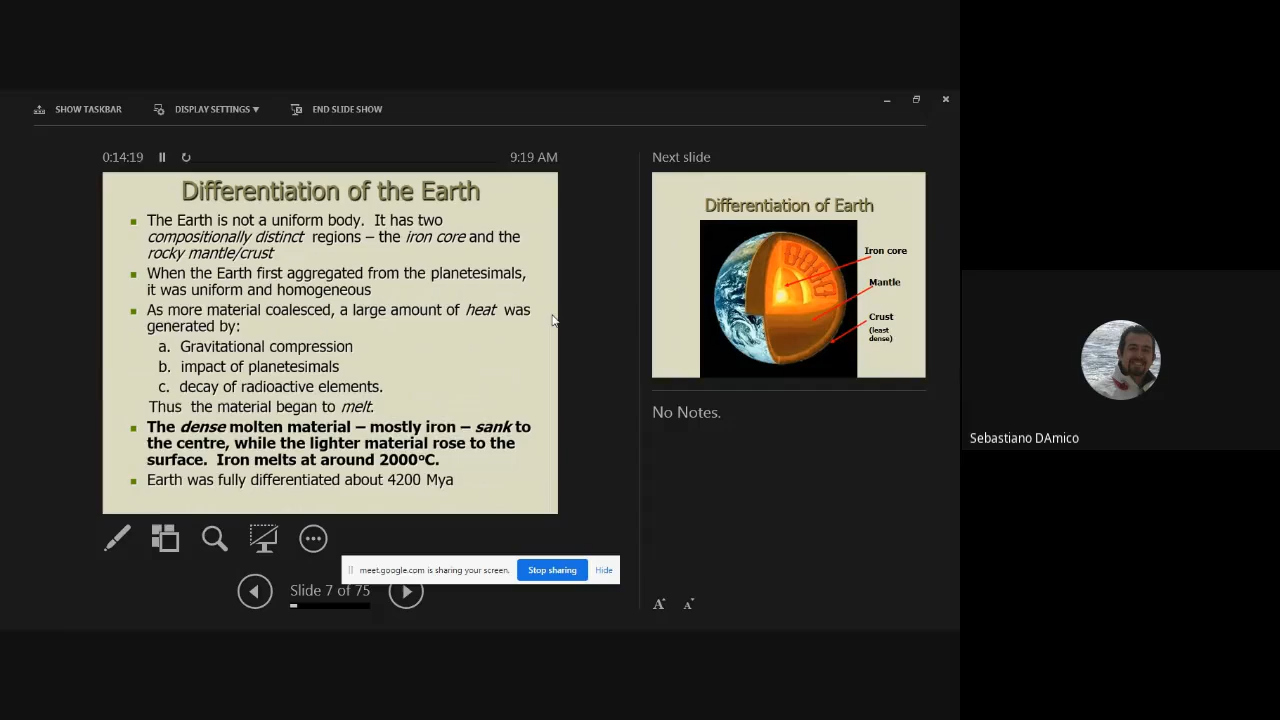 SHOW TASKBAR
DISPLAY SETTINGS
END SLIDE SHOW
0:14:19
9:19 AM
Differentiation of the Earth
The Earth is not a uniform body. It has two
compositionally distinct regions – the iron core and the
rocky mantle/crust
When the Earth first aggregated from the planetesimals,
it was uniform and homogeneous
As more material coalesced, a large amount of heat was
generated by:
a. Gravitational compression
b. impact of planetesimals
c. decay of radioactive elements.
Thus the material began to melt.
The dense molten material – mostly iron – sank to
the centre, while the lighter material rose to the
surface. Iron melts at around 2000°C.
Earth was fully differentiated about 4200 Mya
meet.google.com is sharing your screen.
Stop sharing
Hide
Slide 7 of 75
Next slide
Differentiation of Earth
Iron core
Mantle
Crust
(least
dense)
No Notes.
A A
Sebastiano DAmico